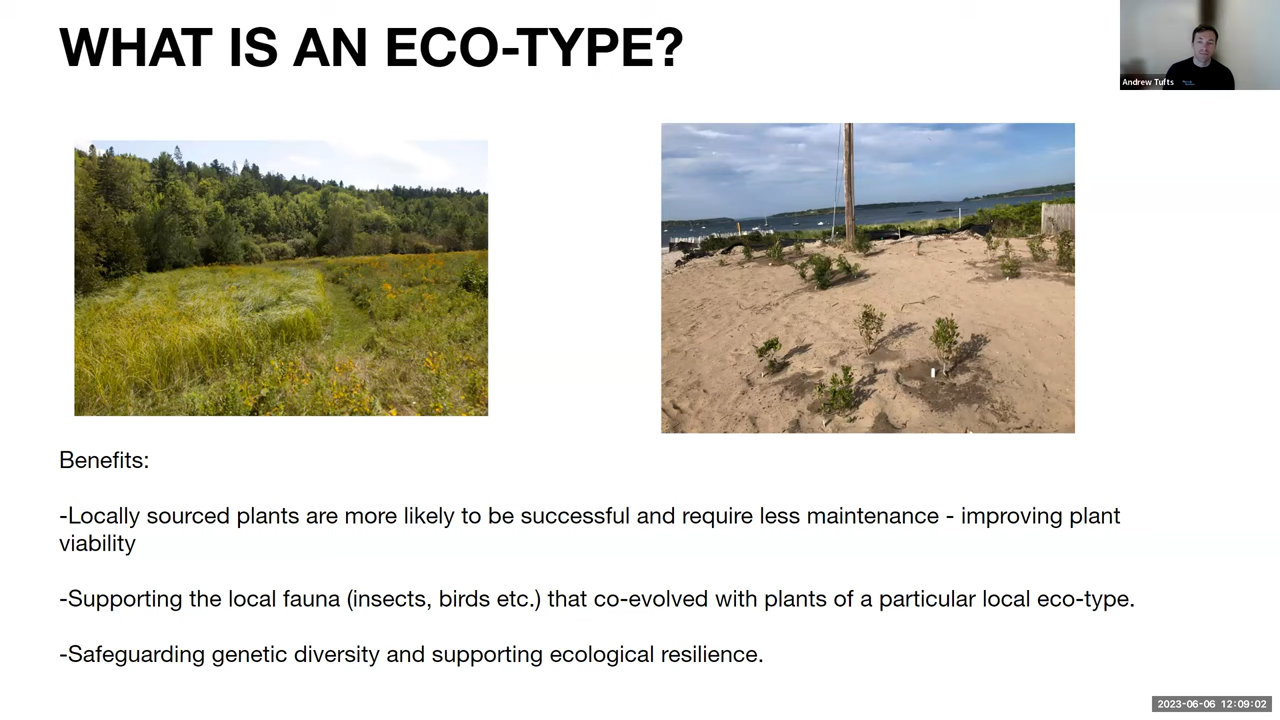 WHAT IS AN ECO-TYPE?
Andrew Tufts
Benefits:
-Locally sourced plants are more likely to be successful and require less maintenance - improving plant
viability
-Supporting the local fauna (insects, birds etc.) that co-evolved with plants of a particular local eco-type.
-Safeguarding genetic diversity and supporting ecological resilience.
2023-06-06 12:09:02